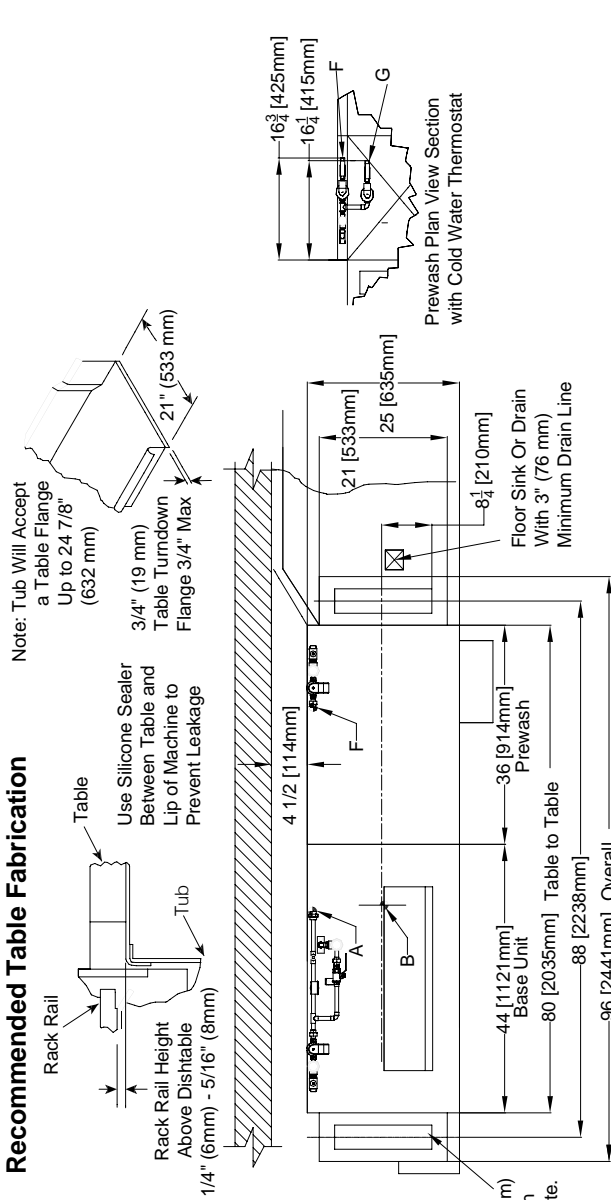 Recommended Table Fabrication
Rack Rail
Table
Rack Rail Height
Above Dishtable
1/4" (6mm) - 5/16" (8mm)
Tub
Use Silicone Sealer
Between Table and
Lip of Machine to
Prevent Leakage
Note: Tub Will Accept
a Table Flange
Up to 24 7/8"
(632 mm)
3/4" (19 mm)
Table Turndown
Flange 3/4" Max
21" (533 mm)
4 1/2 [114mm]
A
B
F
21 [533mm]
25 [635mm]
8 1/4 [210mm]
Floor Sink Or Drain
With 3" (76 mm)
Minimum Drain Line
44 [1121mm]
Base Unit
36 [914mm]
Prewash
80 [2035mm] Table to Table
88 [2238mm]
96 [2441mm] Overall
16 3/4 [425mm]
16 1/4 [415mm]
F
G
Prewash Plan View Section
with Cold Water Thermostat